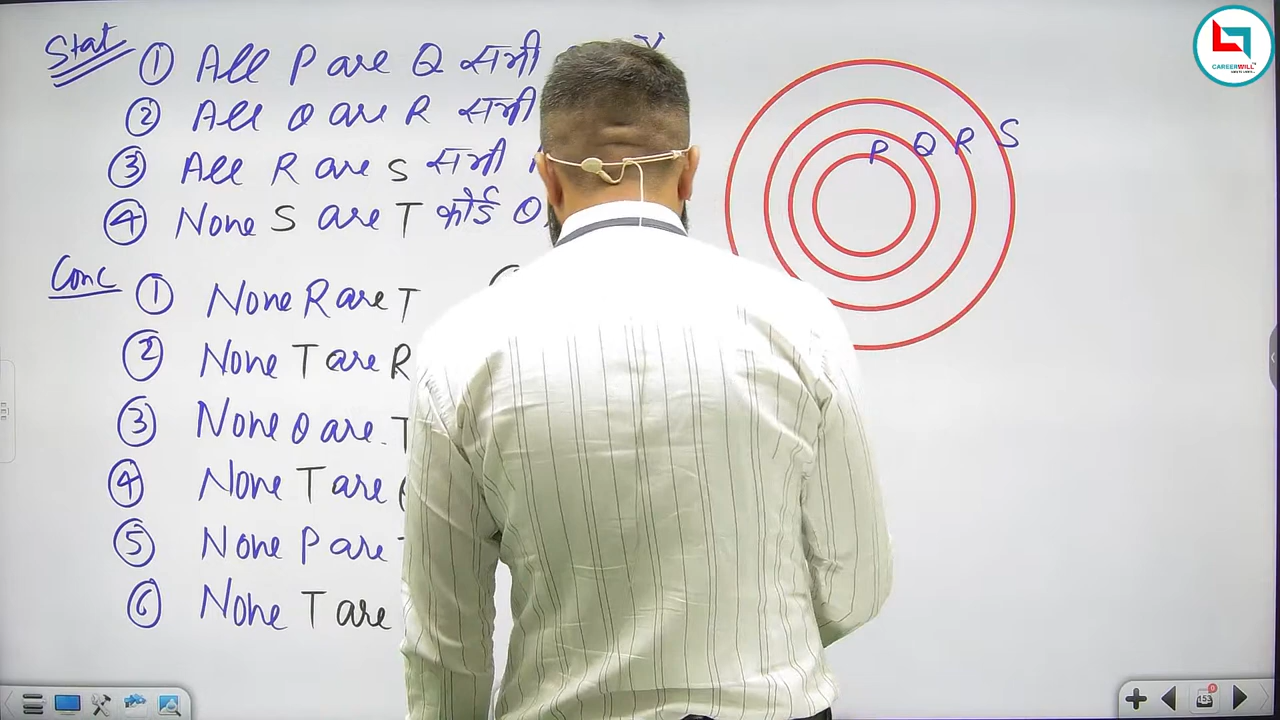 Stat
① All P are Q सभी
② All Q are R सभी
③ All R are S सभी
④ None S are T कोई
Conc
① None R are T
② None T are R
③ None Q are T
④ None T are
⑤ None P are
⑥ None T are
P Q R S
CAREERWILL
153